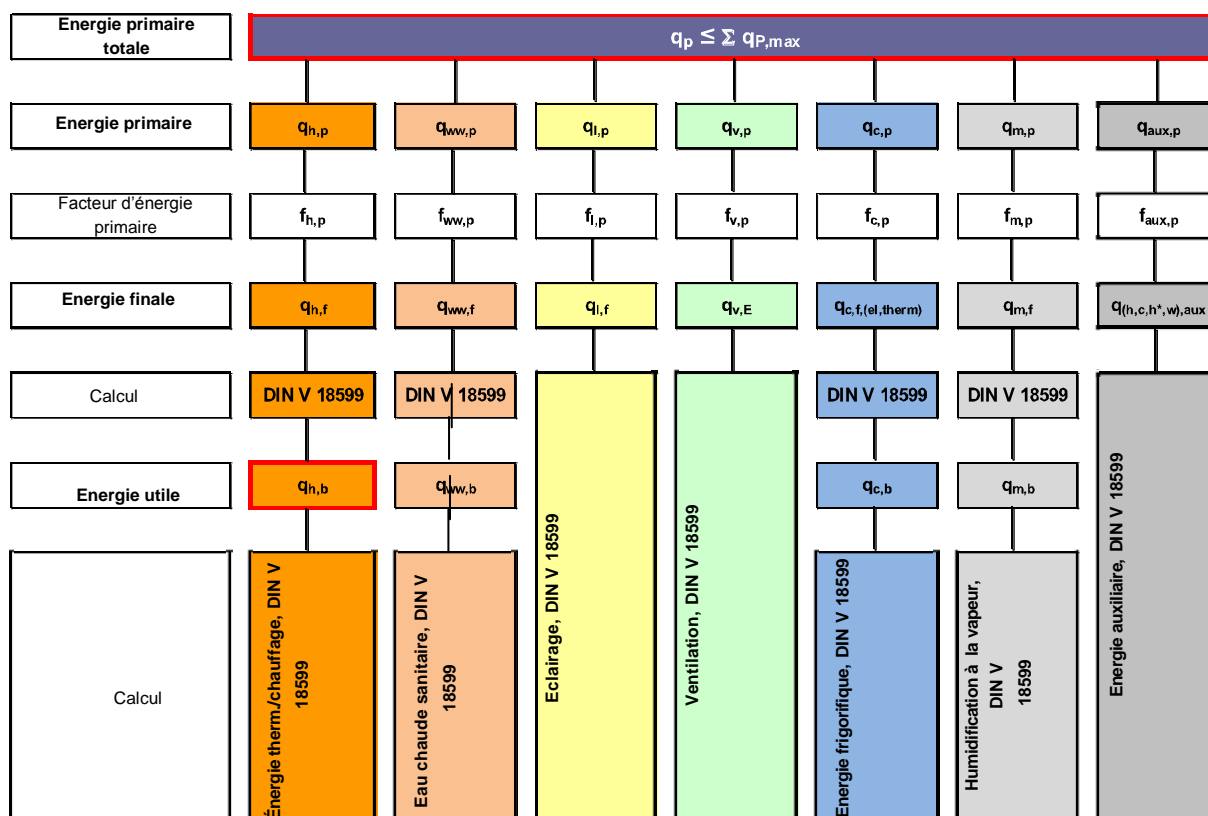 Energie primaire
totale
qp ≤ Σ qP,max
Energie primaire
qh,p
qww,p
ql,p
qv,p
qc,p
qm,p
qaux,p
Facteur d'énergie
primaire
fh,p
fww,p
fl,p
fv,p
fc,p
fm,p
faux,p
Energie finale
qh,f
qww,f
ql,f
qv,E
qc,f,(el,therm)
qm,f
q(h,c,h*,w),aux
Calcul
DIN V 18599
DIN V 18599
DIN V 18599
DIN V 18599
Energie utile
qh,b
qww,b
qc,b
qm,b
Calcul
Énergie therm./chauffage, DIN V
18599
Eau chaude sanitaire, DIN V
18599
Eclairage, DIN V 18599
Ventilation, DIN V 18599
Energie frigorifique, DIN V 18599
Humidification à la vapeur,
DIN V
18599
Energie auxiliaire, DIN V 18599